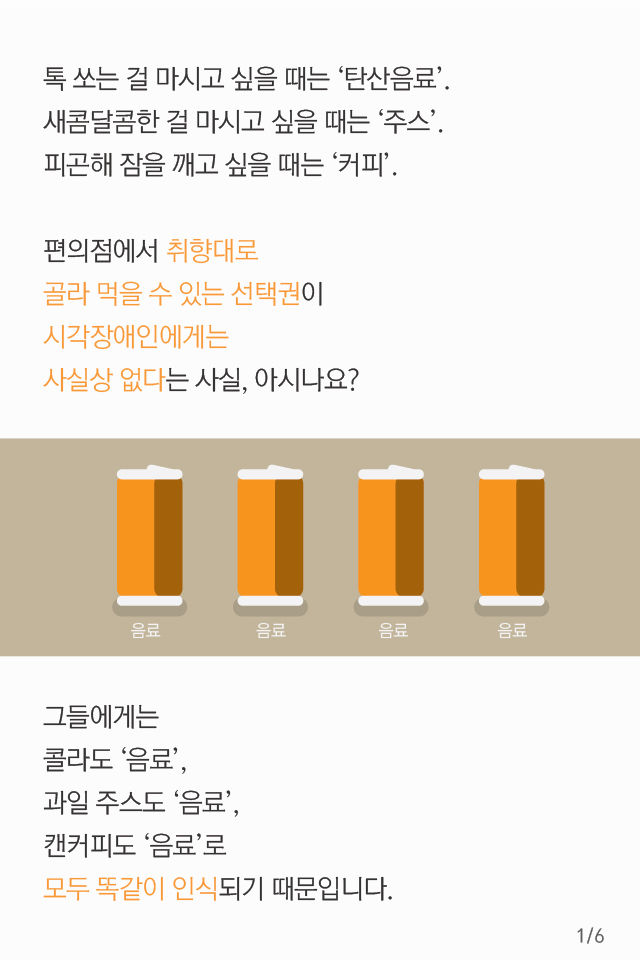 톡 쏘는 걸 마시고 싶을 때는 ‘탄산음료’.
새콤달콤한 걸 마시고 싶을 때는 ‘주스’.
피곤해 잠을 깨고 싶을 때는 ‘커피’.
편의점에서 취향대로
골라 먹을 수 있는 선택권이
시각장애인에게는
사실상 없다는 사실, 아시나요?
음료 음료 음료 음료
그들에게는
콜라도 ‘음료’,
과일 주스도 ‘음료’,
캔커피도 ‘음료’로
모두 똑같이 인식되기 때문입니다.
1/6